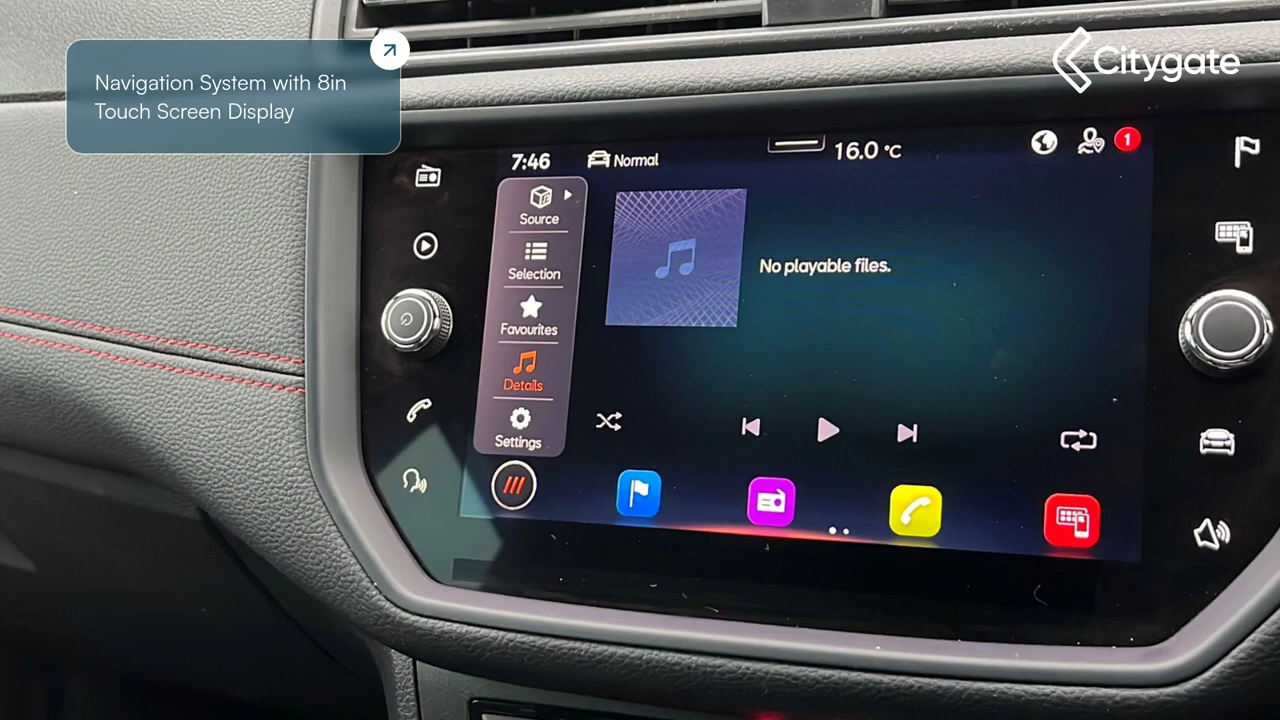 Navigation System with 8in
Touch Screen Display
Citygate
7:46
Normal
16.0 °C
1
Source
Selection
Favourites
Details
Settings
No playable files.